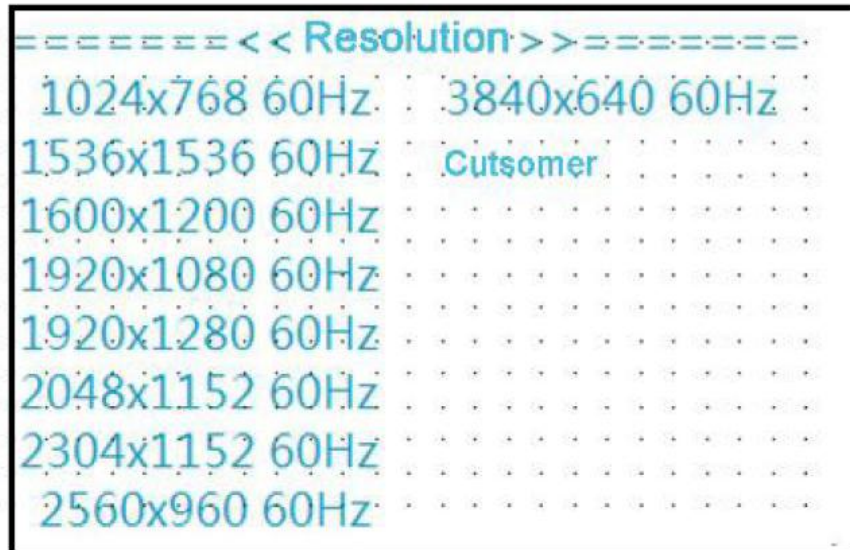 =======<< Resolution >>=======
1024x768 60Hz 3840x640 60Hz
1536x1536 60Hz Cutsomer
1600x1200 60Hz
1920x1080 60Hz
1920x1280 60Hz
2048x1152 60Hz
2304x1152 60Hz
2560x960 60Hz